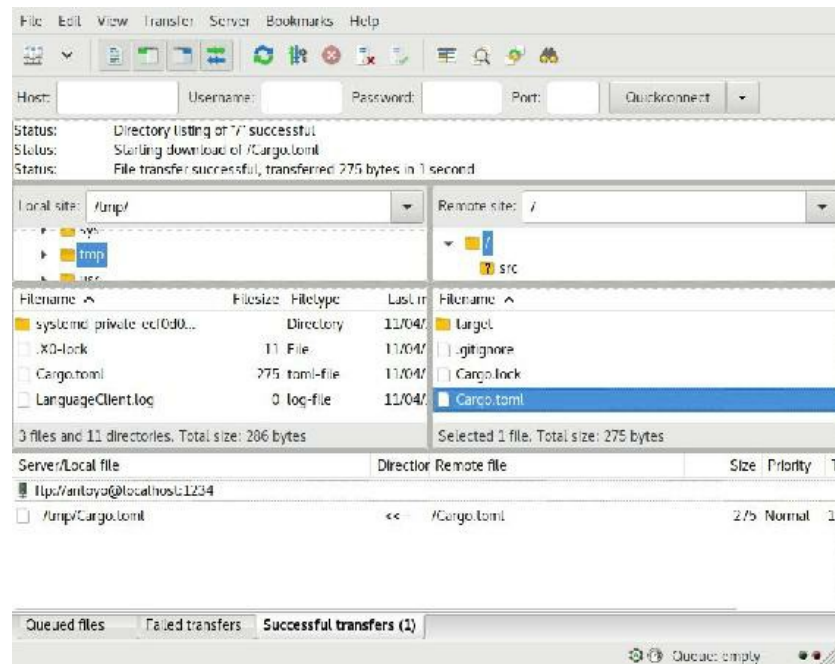 File Edit View Transfer Server Bookmarks Help
Host: Username: Password: Port: Quickconnect
Status: Directory listing of "/" successful
Status: Starting download of /Cargo.toml
Status: File transfer successful, transferred 275 bytes in 1 second
Local site: /tmp/ Remote site: /
sys
tmp /
usr ? src
Filename Filesize Filetype Last m Filename
systemd-private-ecf0d0... Directory 11/04/ target
.X0-lock 11 File 11/04/ .gitignore
Cargo.toml 275 toml-file 11/04/ Cargo.lock
LanguageClient.log 0 log-file 11/04/ Cargo.toml
3 files and 11 directories. Total size: 286 bytes Selected 1 file. Total size: 275 bytes
Server/Local file Direction Remote file Size Priority T
ftp://antoyo@localhost:1234
/tmp/Cargo.toml <<-- /Cargo.toml 275 Normal 1
Queued files Failed transfers Successful transfers (1)
Queue: empty